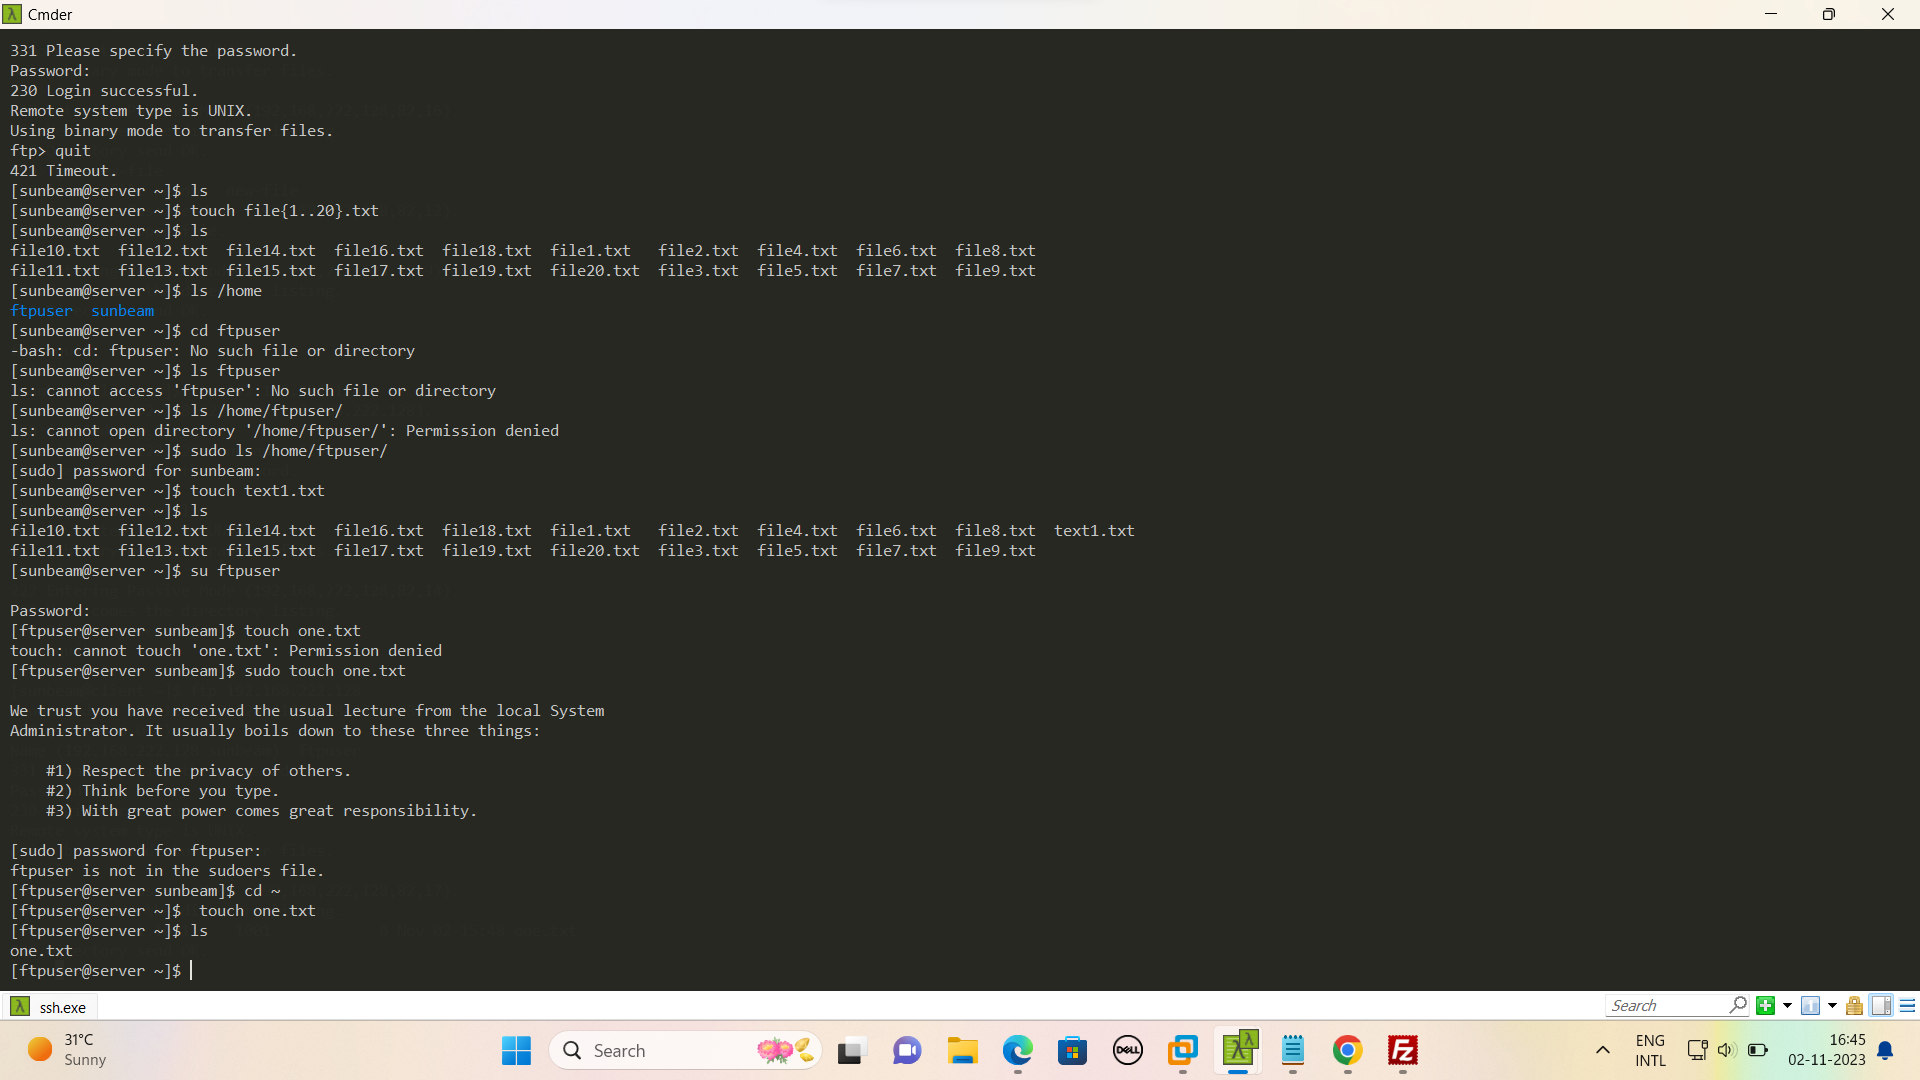 Cmder
331 Please specify the password.
Password:
230 Login successful.
Remote system type is UNIX.
Using binary mode to transfer files.
ftp> quit
421 Timeout.
[sunbeam@server ~]$ ls
[sunbeam@server ~]$ touch file{1..20}.txt
[sunbeam@server ~]$ ls
file10.txt  file12.txt  file14.txt  file16.txt  file18.txt  file1.txt   file2.txt  file4.txt  file6.txt  file8.txt
file11.txt  file13.txt  file15.txt  file17.txt  file19.txt  file20.txt  file3.txt  file5.txt  file7.txt  file9.txt
[sunbeam@server ~]$ ls /home
ftpuser  sunbeam
[sunbeam@server ~]$ cd ftpuser
-bash: cd: ftpuser: No such file or directory
[sunbeam@server ~]$ ls ftpuser
ls: cannot access 'ftpuser': No such file or directory
[sunbeam@server ~]$ ls /home/ftpuser/
ls: cannot open directory '/home/ftpuser/': Permission denied
[sunbeam@server ~]$ sudo ls /home/ftpuser/
[sudo] password for sunbeam:
[sunbeam@server ~]$ touch text1.txt
[sunbeam@server ~]$ ls
file10.txt  file12.txt  file14.txt  file16.txt  file18.txt  file1.txt   file2.txt  file4.txt  file6.txt  file8.txt  text1.txt
file11.txt  file13.txt  file15.txt  file17.txt  file19.txt  file20.txt  file3.txt  file5.txt  file7.txt  file9.txt
[sunbeam@server ~]$ su ftpuser
Password:
[ftpuser@server sunbeam]$ touch one.txt
touch: cannot touch 'one.txt': Permission denied
[ftpuser@server sunbeam]$ sudo touch one.txt
We trust you have received the usual lecture from the local System
Administrator. It usually boils down to these three things:
#1) Respect the privacy of others.
#2) Think before you type.
#3) With great power comes great responsibility.
[sudo] password for ftpuser:
ftpuser is not in the sudoers file.
[ftpuser@server sunbeam]$ cd ~
[ftpuser@server ~]$  touch one.txt
[ftpuser@server ~]$ ls
one.txt
[ftpuser@server ~]$
ssh.exe
Search
31°C
Sunny
Search
DELL
Fz
ENG
INTL
16:45
02-11-2023